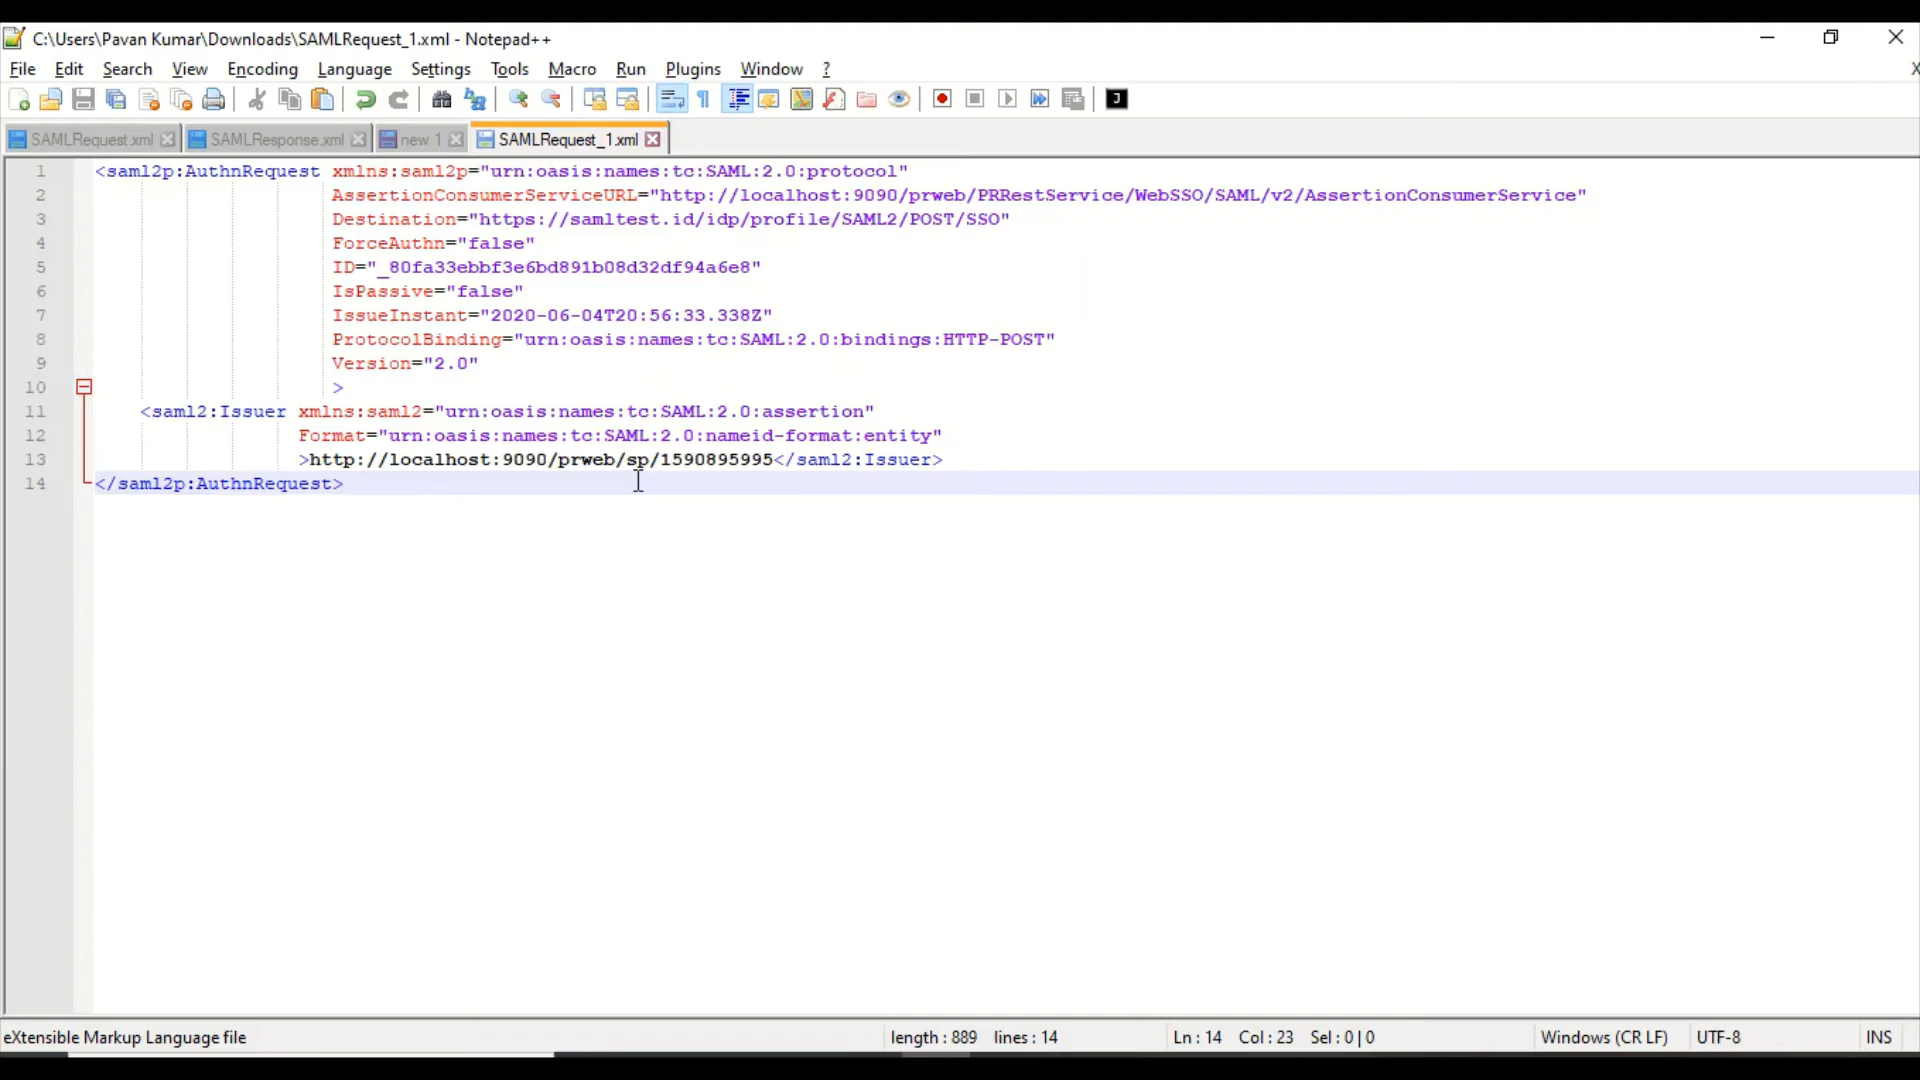 C:\Users\Pavan Kumar\Downloads\SAMLRequest_1.xml - Notepad++
File Edit Search View Encoding Language Settings Tools Macro Run Plugins Window ?
X
SAMLRequest.xml SAMLResponse.xml new 1 SAMLRequest_1.xml
1 <saml2p:AuthnRequest xmlns:saml2p="urn:oasis:names:tc:SAML:2.0:protocol"
2 AssertionConsumerServiceURL="http://localhost:9090/prweb/PRRestService/WebSSO/SAML/v2/AssertionConsumerService"
3 Destination="https://samltest.id/idp/profile/SAML2/POST/SSO"
4 ForceAuthn="false"
5 ID="_80fa33ebbf3e6bd891b08d32df94a6e8"
6 IsPassive="false"
7 IssueInstant="2020-06-04T20:56:33.338Z"
8 ProtocolBinding="urn:oasis:names:tc:SAML:2.0:bindings:HTTP-POST"
9 Version="2.0"
10 >
11 <saml2:Issuer xmlns:saml2="urn:oasis:names:tc:SAML:2.0:assertion"
12 Format="urn:oasis:names:tc:SAML:2.0:nameid-format:entity"
13 >http://localhost:9090/prweb/sp/1590895995</saml2:Issuer>
14 </saml2p:AuthnRequest>
eXtensible Markup Language file length : 889 lines : 14 Ln : 14 Col : 23 Sel : 0 | 0 Windows (CR LF) UTF-8 INS